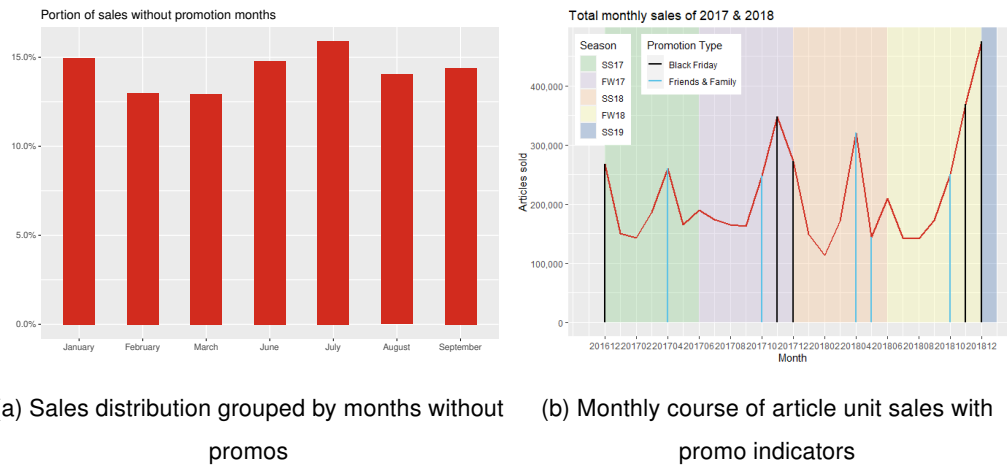 Portion of sales without promotion months
15.0%
10.0%
5.0%
0.0%
January February March June July August September
Total monthly sales of 2017 & 2018
Season
SS17
FW17
SS18
FW18
SS19
Promotion Type
Black Friday
Friends & Family
Articles sold
400,000
300,000
200,000
100,000
0
201612 201702 201704 201706 201708 201710 201712 201802 201804 201806 201808 201810 201812
Month
a) Sales distribution grouped by months without
promos
(b) Monthly course of article unit sales with
promo indicators